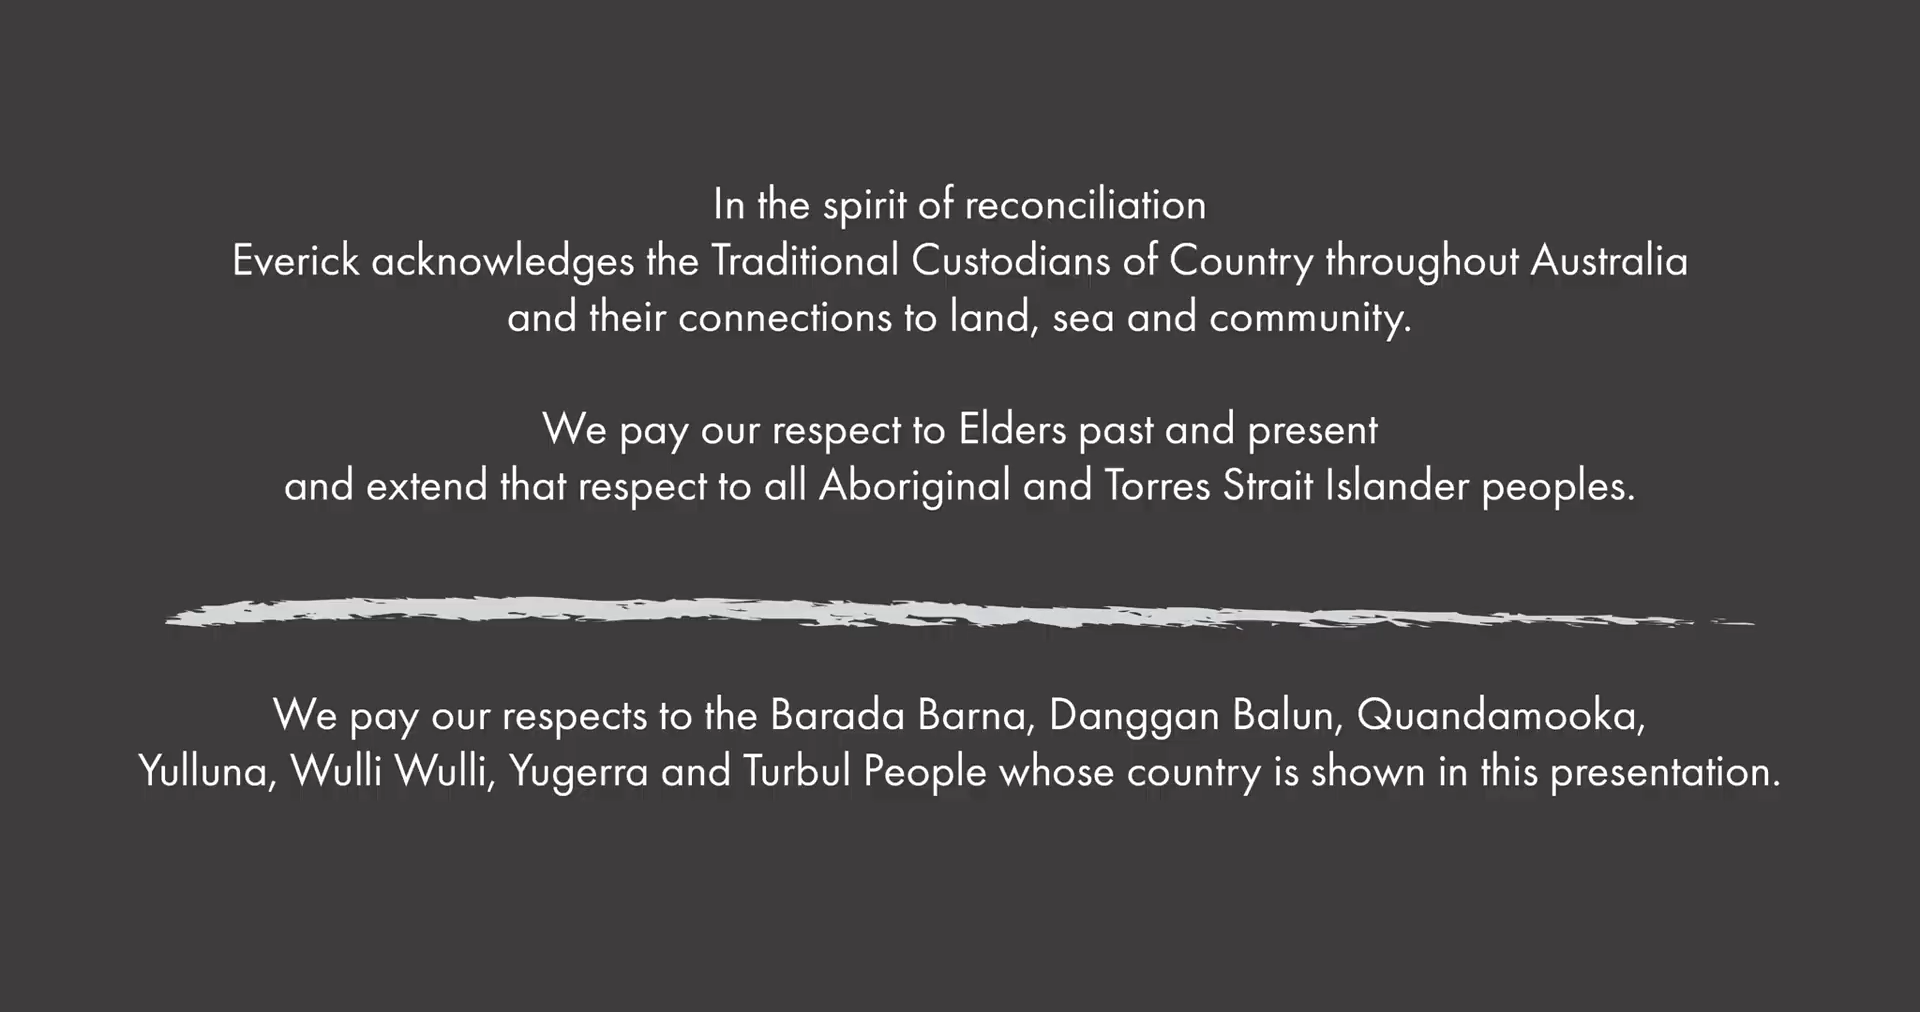 In the spirit of reconciliation
Everick acknowledges the Traditional Custodians of Country throughout Australia
and their connections to land, sea and community.
We pay our respect to Elders past and present
and extend that respect to all Aboriginal and Torres Strait Islander peoples.
We pay our respects to the Barada Barna, Danggan Balun, Quandamooka,
Yulluna, Wulli Wulli, Yugerra and Turbul People whose country is shown in this presentation.